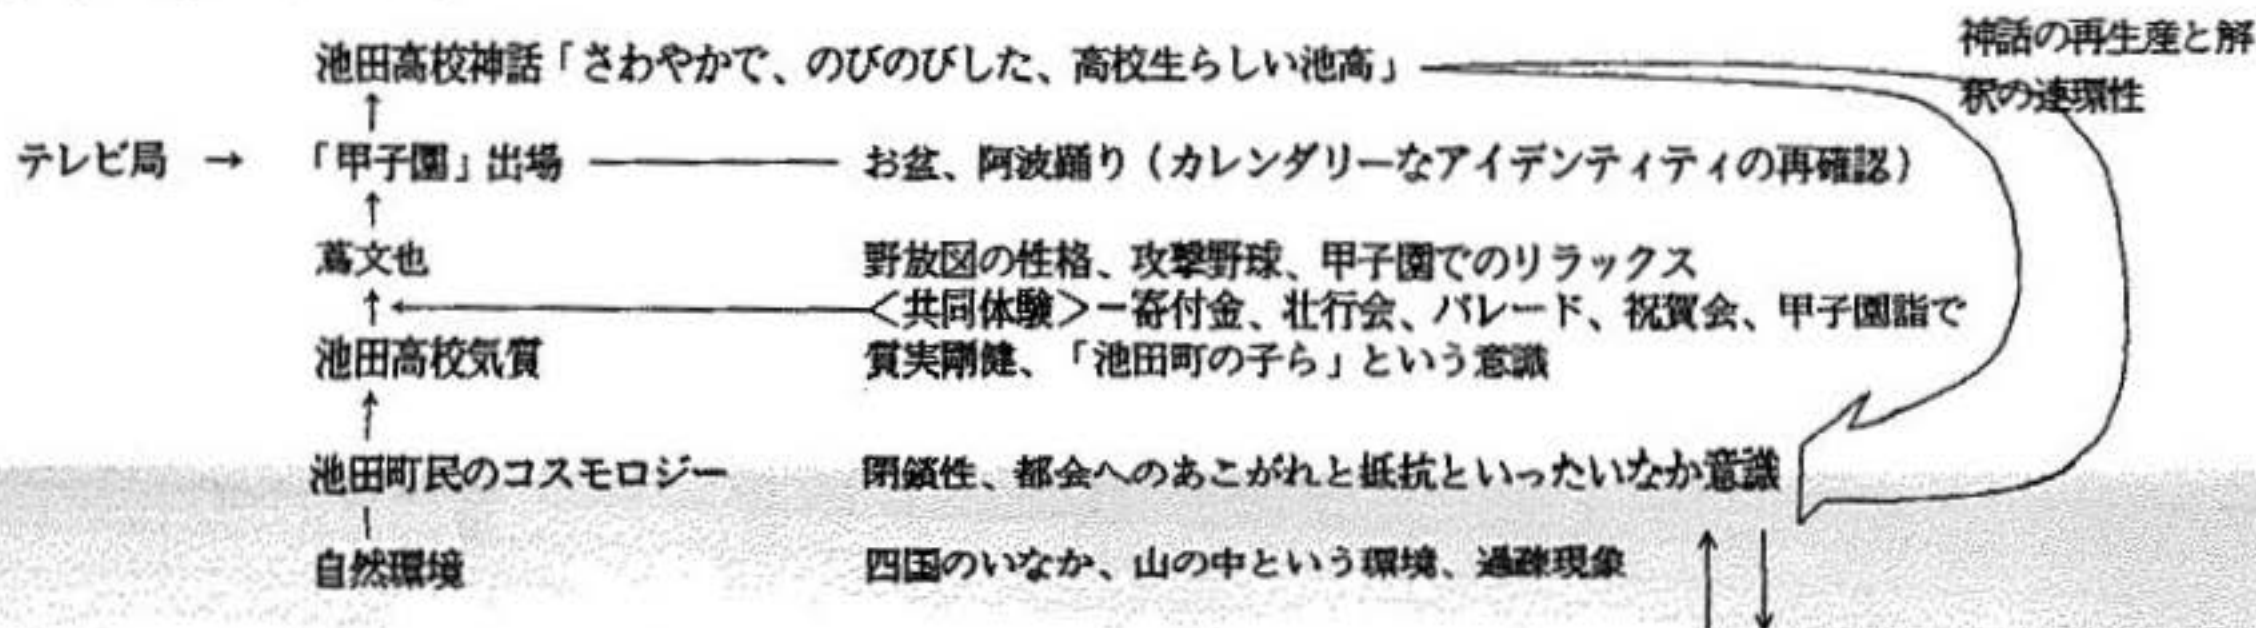 神話の再生産と解
釈の連環性
池田高校神話「さわやかで、のびのびした、高校生らしい池高」
↑
テレビ局 → 「甲子園」出場 ――――― お盆、阿波踊り(カレンダリーなアイデンティティの再確認)
↑
蔦文也 野放図の性格、攻撃野球、甲子園でのリラックス
↑← <共同体験>-寄付金、壮行会、パレード、祝賀会、甲子園詣で
池田高校気質 質実剛健、「池田町の子ら」という意識
↑
池田町民のコスモロジー 閉鎖性、都会へのあこがれと抵抗といったいなか意識
|
自然環境 四国のいなか、山の中という環境、過疎現象 ↑↓